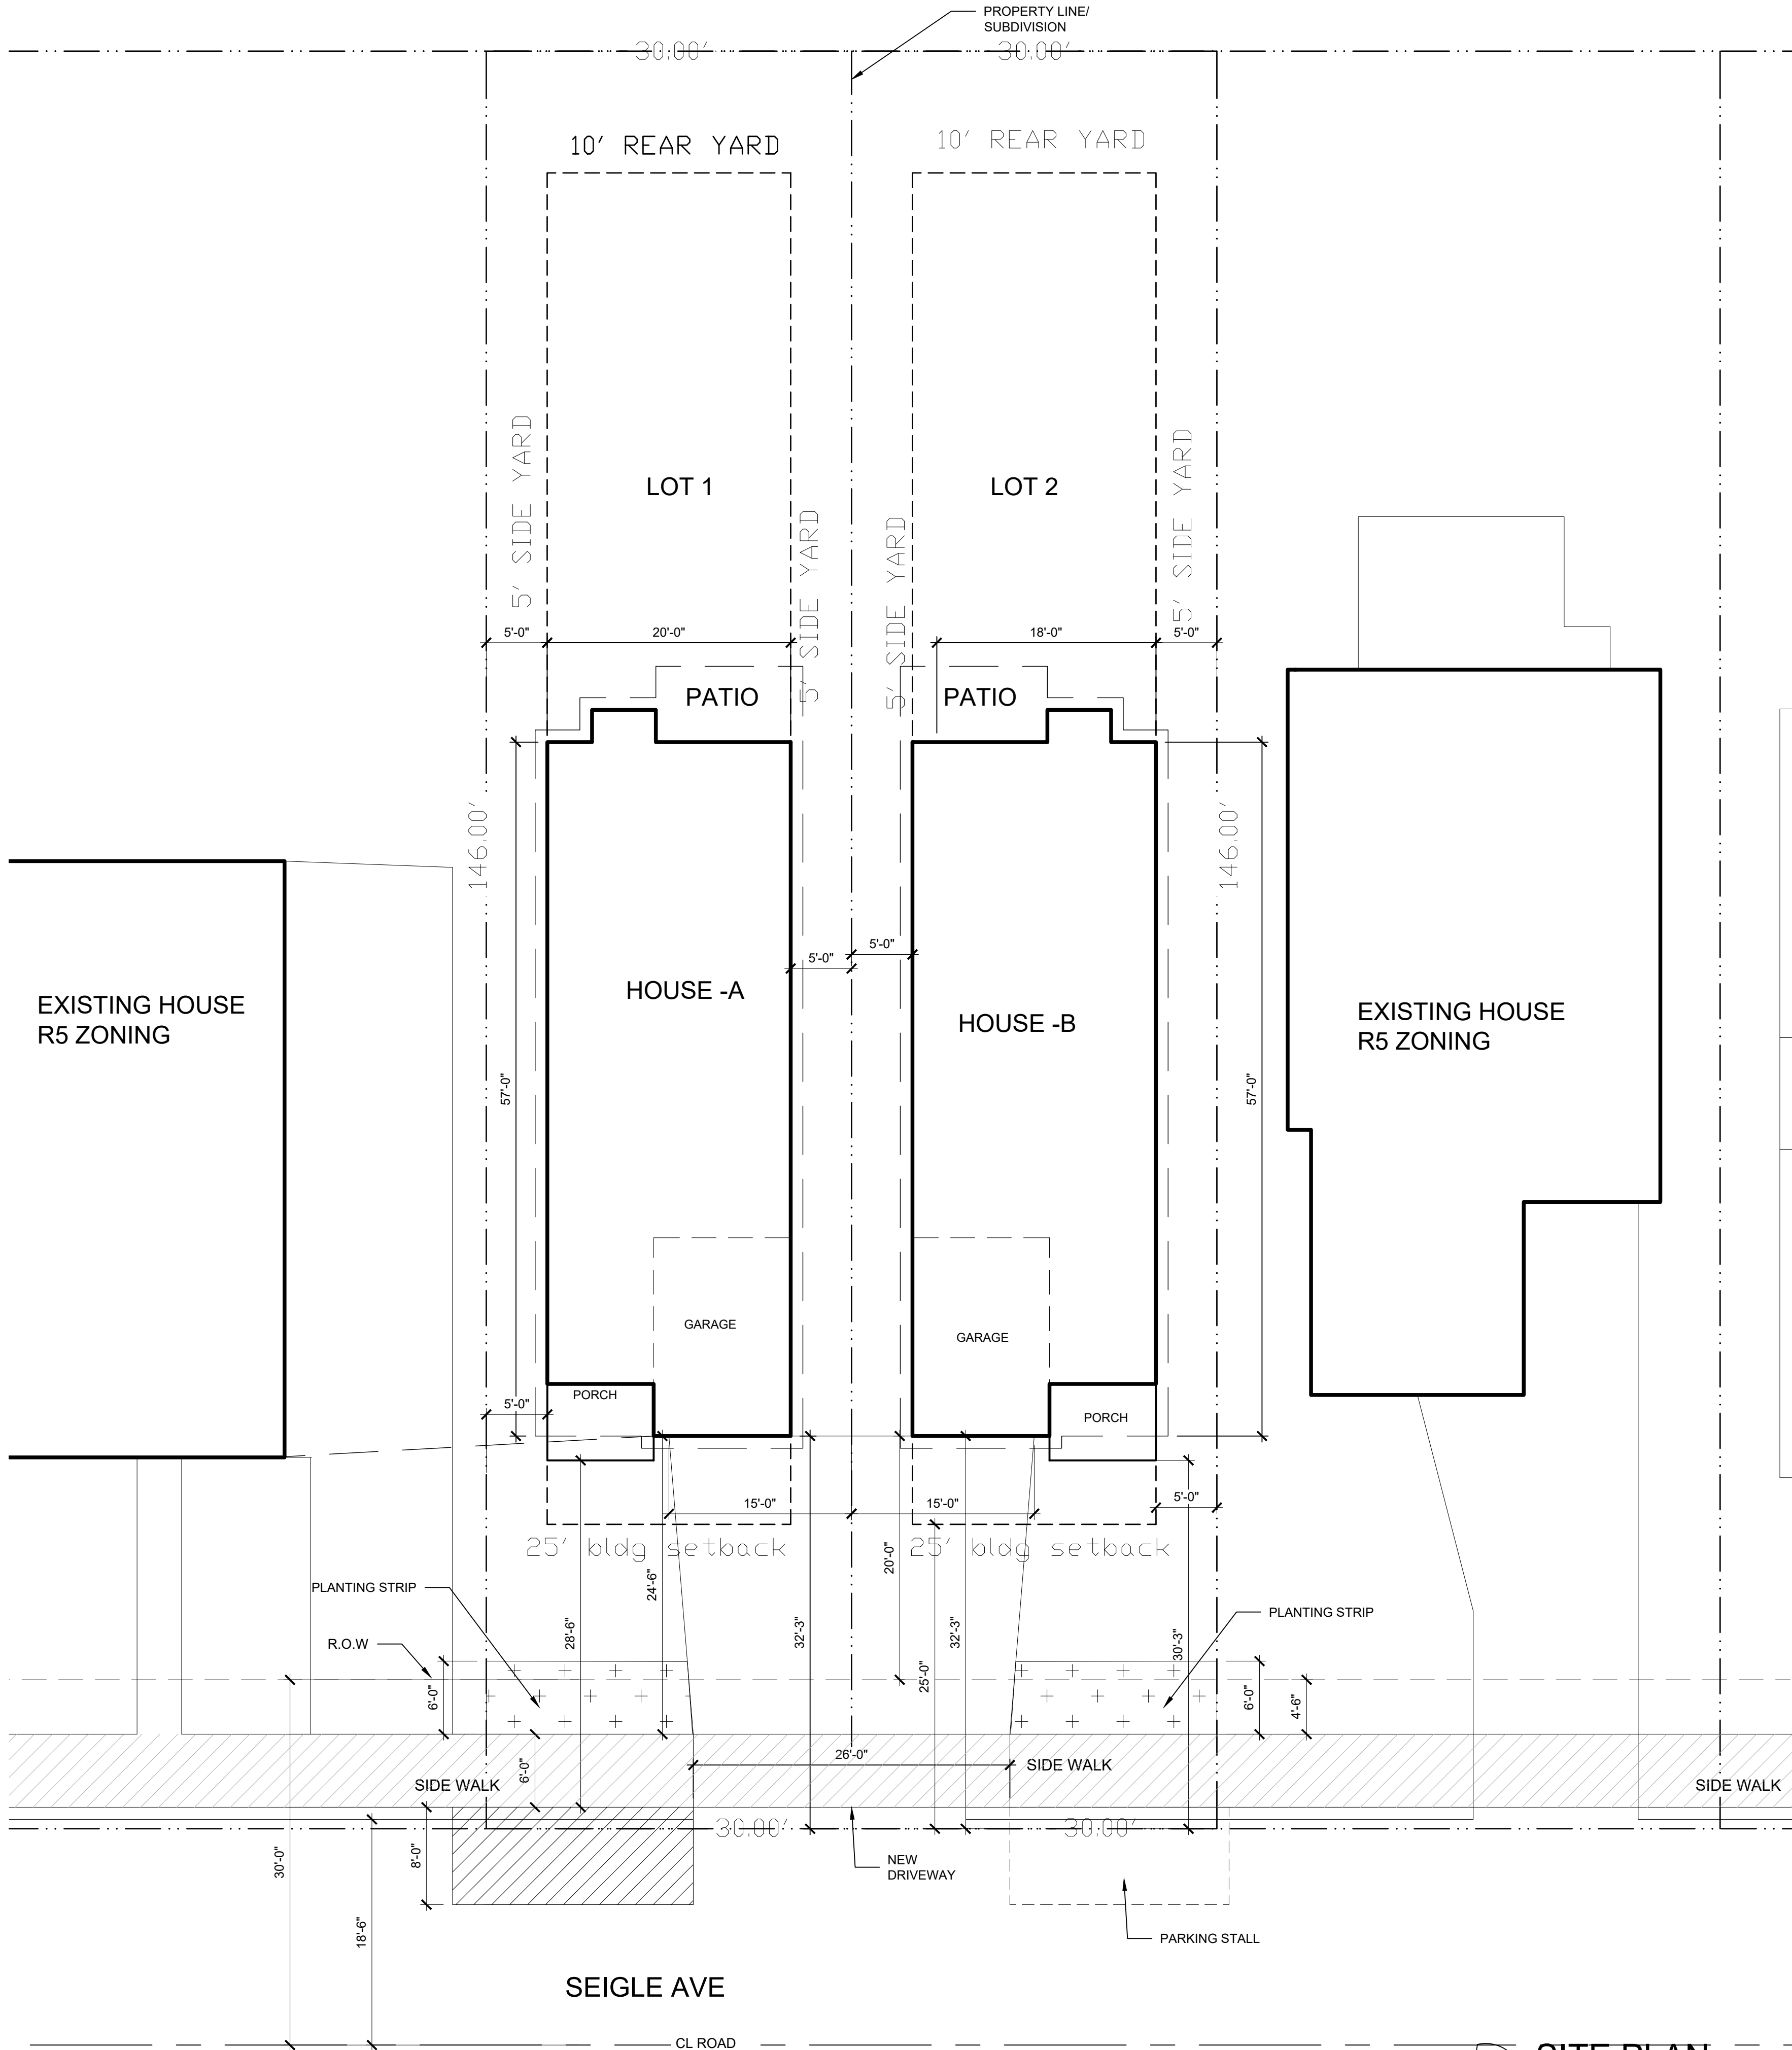 PROPERTY LINE/
SUBDIVISION
30.00'
30.00'
10' REAR YARD
10' REAR YARD
LOT 1
LOT 2
5' SIDE YARD
5' SIDE YARD
5' SIDE YARD
5' SIDE YARD
5'-0"
20'-0"
18'-0"
5'-0"
PATIO
PATIO
146.00'
146.00'
5'-0"
5'-0"
HOUSE -A
HOUSE -B
EXISTING HOUSE
R5 ZONING
EXISTING HOUSE
R5 ZONING
57'-0"
57'-0"
GARAGE
GARAGE
PORCH
PORCH
5'-0"
15'-0"
15'-0"
5'-0"
25' bldg setback
25' bldg setback
PLANTING STRIP
PLANTING STRIP
R.O.W
24'-6"
28'-6"
32'-3"
20'-0"
32'-3"
25'-0"
30'-3"
6'-0"
6'-0"
4'-6"
26'-0"
SIDE WALK
6'-0"
SIDE WALK
SIDE WALK
30.00'
30.00'
NEW
DRIVEWAY
8'-0"
30'-0"
18'-6"
PARKING STALL
SEIGLE AVE
CL ROAD
SITE PLAN